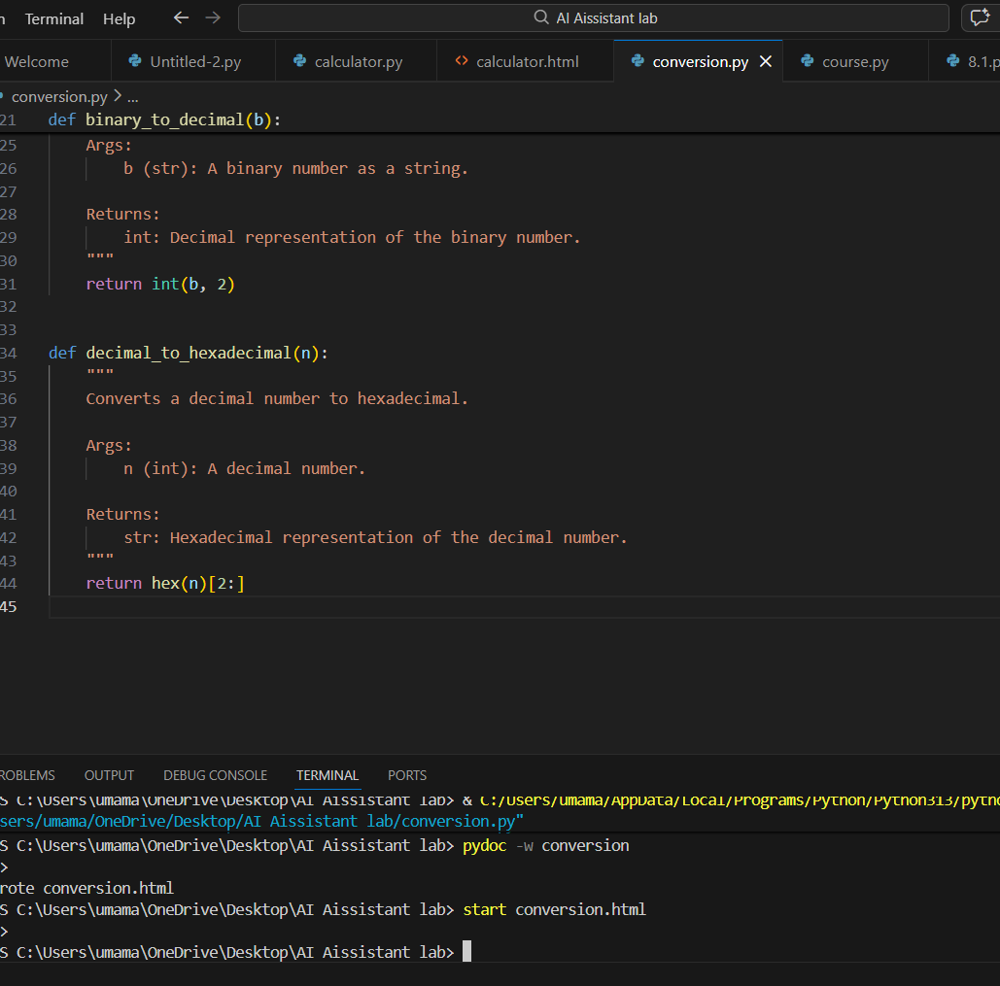 Terminal Help AI Aissistant lab
Welcome Untitled-2.py calculator.py calculator.html conversion.py course.py 8.1.p
conversion.py > ...
21 def binary_to_decimal(b):
25 Args:
26 b (str): A binary number as a string.
27
28 Returns:
29 int: Decimal representation of the binary number.
30 """
31 return int(b, 2)
32
33
34 def decimal_to_hexadecimal(n):
35 """
36 Converts a decimal number to hexadecimal.
37
38 Args:
39 n (int): A decimal number.
40
41 Returns:
42 str: Hexadecimal representation of the decimal number.
43 """
44 return hex(n)[2:]
45
ROBLEMS OUTPUT DEBUG CONSOLE TERMINAL PORTS
S C:\Users\umama\OneDrive\Desktop\AI Aissistant lab> & C:/Users/umama/AppData/Local/Programs/Python/Python313/pytho
sers/umama/OneDrive/Desktop/AI Aissistant lab/conversion.py"
S C:\Users\umama\OneDrive\Desktop\AI Aissistant lab> pydoc -w conversion
>
rote conversion.html
S C:\Users\umama\OneDrive\Desktop\AI Aissistant lab> start conversion.html
>
S C:\Users\umama\OneDrive\Desktop\AI Aissistant lab>